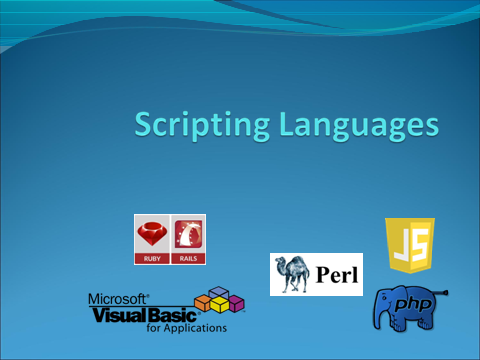 Scripting Languages
RUBY
RAILS
JS
Perl
php
Microsoft®
Visual Basic®
for Applications